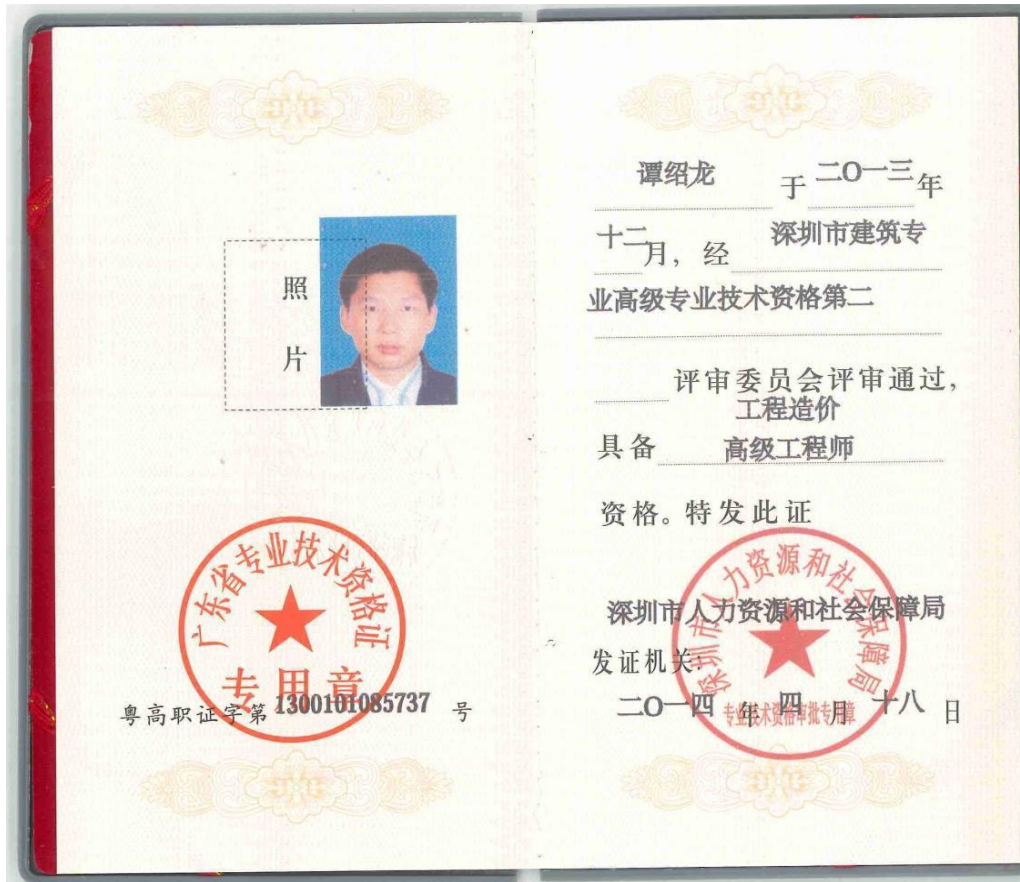 照
片
广东省专业技术资格证
专用章
粤高职证字第 1300101085737 号
谭绍龙 于 二〇一三 年
十二 月，经 深圳市建筑专
业高级专业技术资格第二
评审委员会评审通过，
工程造价
具备 高级工程师
资格。特发此证
深圳市人力资源和社会保障局
深圳市人力资源和社会保障局
发证机关：
二〇一四 年 四 月 十八 日
专业技术资格审批专用章